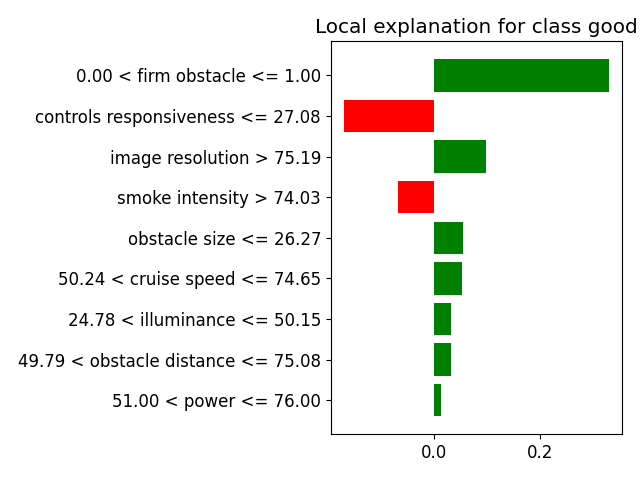 Local explanation for class good
0.00 < firm obstacle <= 1.00
controls responsiveness <= 27.08
image resolution > 75.19
smoke intensity > 74.03
obstacle size <= 26.27
50.24 < cruise speed <= 74.65
24.78 < illuminance <= 50.15
49.79 < obstacle distance <= 75.08
51.00 < power <= 76.00
0.0 0.2